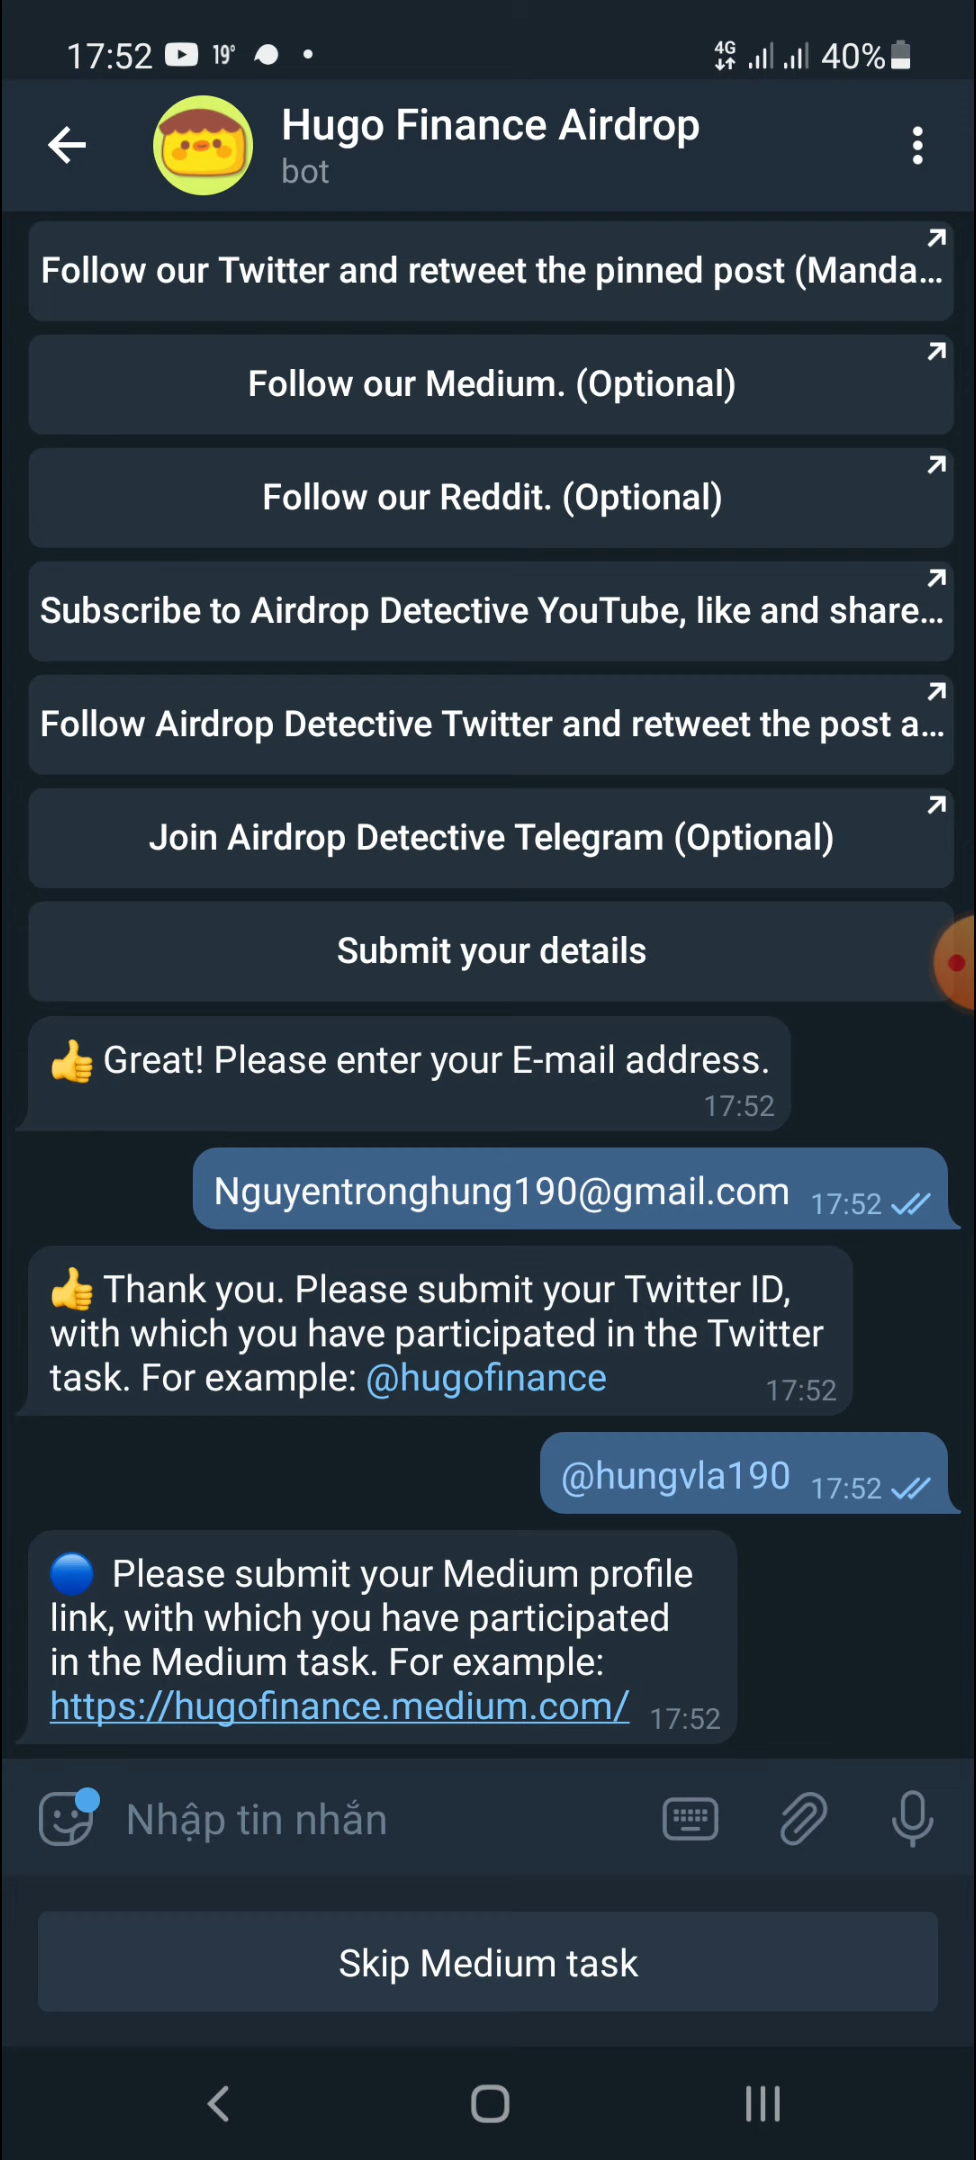 17:52 19° 4G 40%
Hugo Finance Airdrop
bot
Follow our Twitter and retweet the pinned post (Manda...
Follow our Medium. (Optional)
Follow our Reddit. (Optional)
Subscribe to Airdrop Detective YouTube, like and share...
Follow Airdrop Detective Twitter and retweet the post a...
Join Airdrop Detective Telegram (Optional)
Submit your details
👍 Great! Please enter your E-mail address.
17:52
Nguyentronghung190@gmail.com 17:52
👍 Thank you. Please submit your Twitter ID,
with which you have participated in the Twitter
task. For example: @hugofinance 17:52
@hungvla190 17:52
🔵 Please submit your Medium profile
link, with which you have participated
in the Medium task. For example:
https://hugofinance.medium.com/ 17:52
Nhập tin nhắn
Skip Medium task